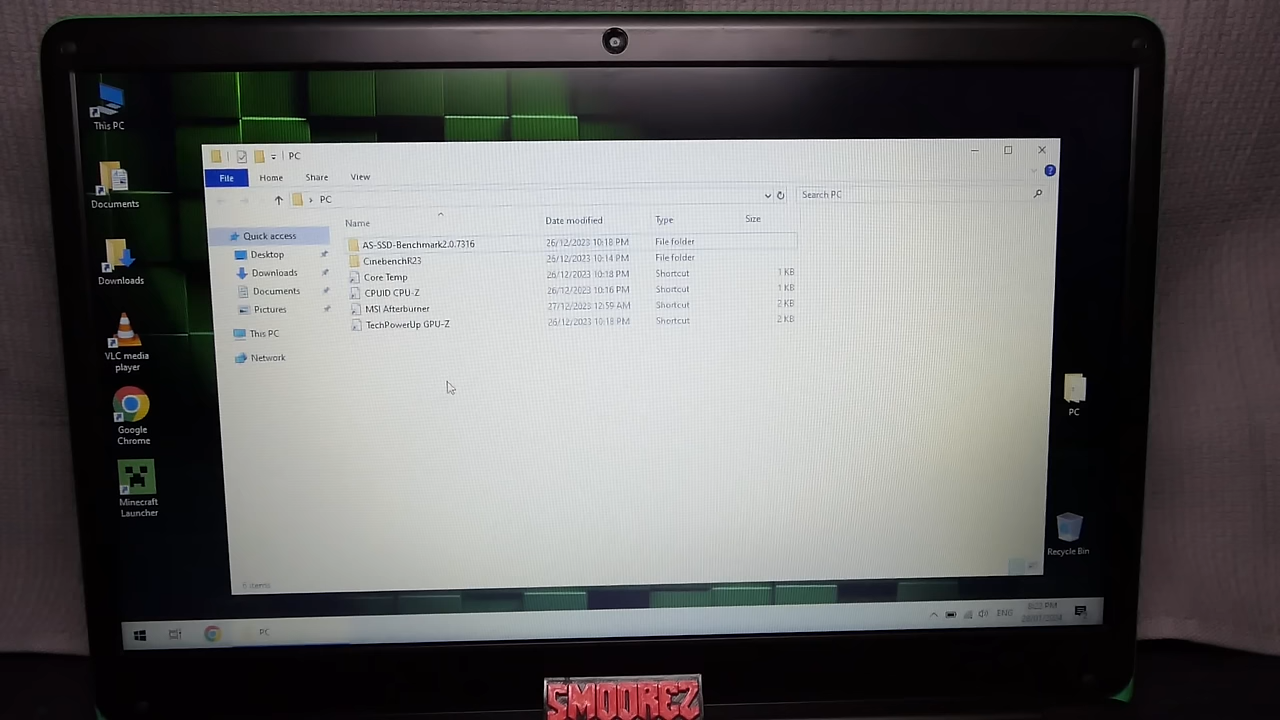 This PC
Documents
Downloads
VLC media
player
Google
Chrome
Minecraft
Launcher
PC
File Home Share View
PC
Search PC
Name Date modified Type Size
Quick access
Desktop
Downloads
Documents
Pictures
This PC
Network
AS-SSD-Benchmark2.0.7316 26/12/2023 10:18 PM File folder
CinebenchR23 26/12/2023 10:14 PM File folder
Core Temp 26/12/2023 10:18 PM Shortcut 1 KB
CPUID CPU-Z 26/12/2023 10:16 PM Shortcut 1 KB
MSI Afterburner 27/12/2023 12:59 AM Shortcut 2 KB
TechPowerUp GPU-Z 26/12/2023 10:18 PM Shortcut 2 KB
6 items
PC
Recycle Bin
PC
ENG
SMOOREZ